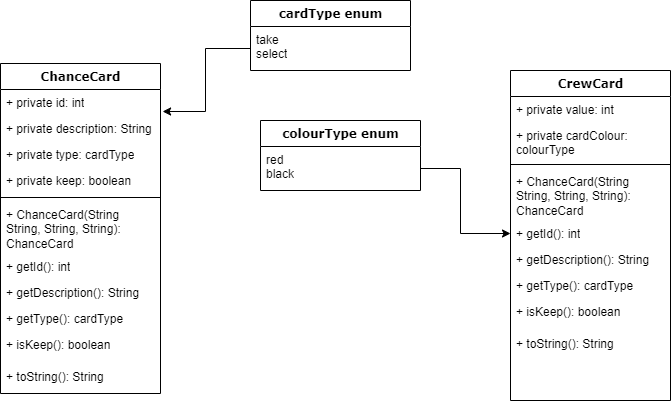 cardType enum
take
select
ChanceCard
+ private id: int
+ private description: String
+ private type: cardType
+ private keep: boolean
+ ChanceCard(String
String, String, String):
ChanceCard
+ getId(): int
+ getDescription(): String
+ getType(): cardType
+ isKeep(): boolean
+ toString(): String
colourType enum
red
black
CrewCard
+ private value: int
+ private cardColour:
colourType
+ ChanceCard(String
String, String, String):
ChanceCard
+ getId(): int
+ getDescription(): String
+ getType(): cardType
+ isKeep(): boolean
+ toString(): String